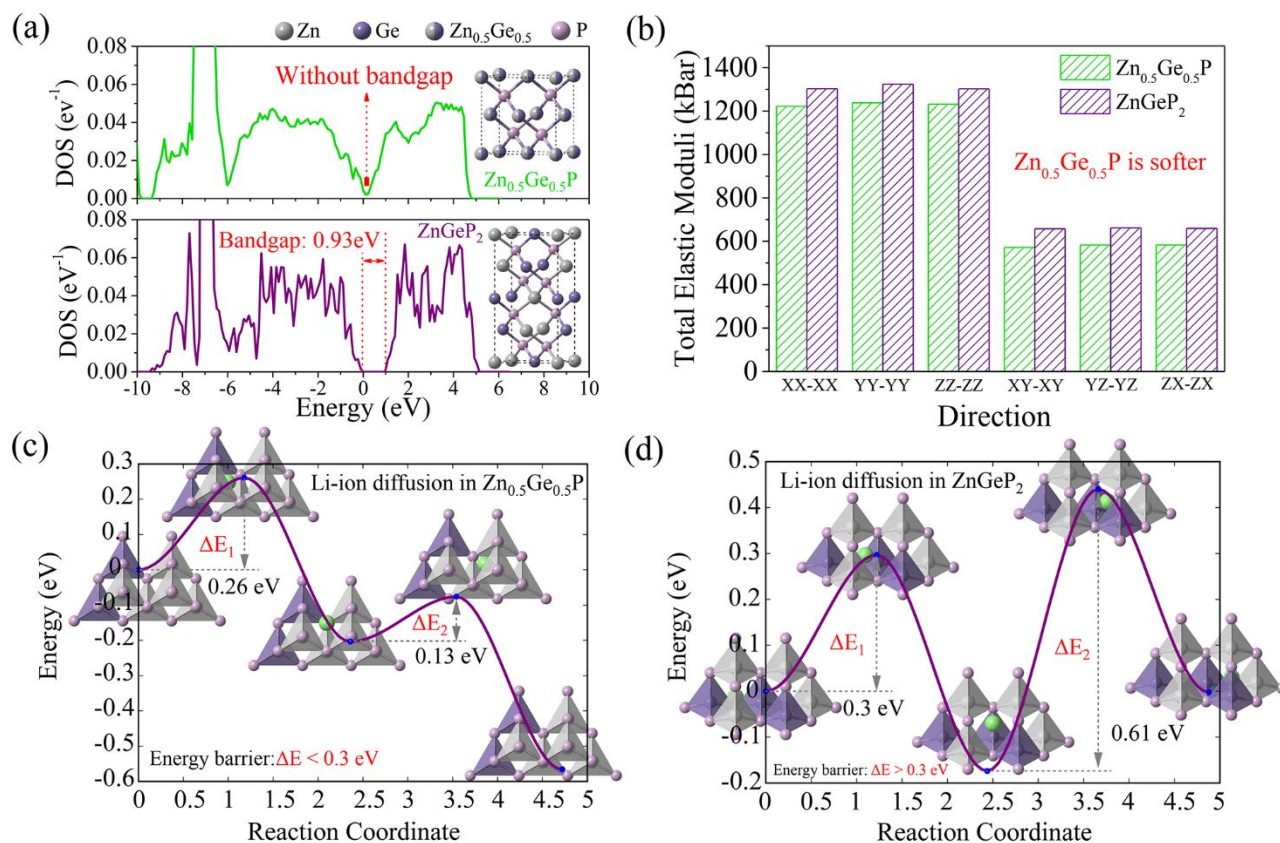 (a)
Zn Ge Zn0.5Ge0.5 P
0.08
0.06
0.04
0.02
0.00
DOS (ev-1)
Without bandgap
Zn0.5Ge0.5P
0.08
0.06
0.04
0.02
0.00
DOS (ev-1)
ZnGeP2
Bandgap: 0.93eV
-10 -8 -6 -4 -2 0 2 4 6 8 10
Energy (eV)
(b)
1400
1200
1000
800
600
400
200
0
Total Elastic Moduli (kBar)
Zn0.5Ge0.5P
ZnGeP2
Zn0.5Ge0.5P is softer
XX-XX YY-YY ZZ-ZZ XY-XY YZ-YZ ZX-ZX
Direction
(c)
0.3
0.2
0.1
0
-0.1
-0.2
-0.3
-0.4
-0.5
-0.6
Energy (eV)
Li-ion diffusion in Zn0.5Ge0.5P
ΔE1
0.26 eV
ΔE2
0.13 eV
Energy barrier: ΔE < 0.3 eV
0 0.5 1 1.5 2 2.5 3 3.5 4 4.5 5
Reaction Coordinate
(d)
0.5
0.4
0.3
0.2
0.1
0
-0.1
-0.2
Energy (eV)
Li-ion diffusion in ZnGeP2
ΔE1
0.3 eV
ΔE2
0.61 eV
Energy barrier: ΔE > 0.3 eV
0 0.5 1 1.5 2 2.5 3 3.5 4 4.5 5
Reaction Coordinate